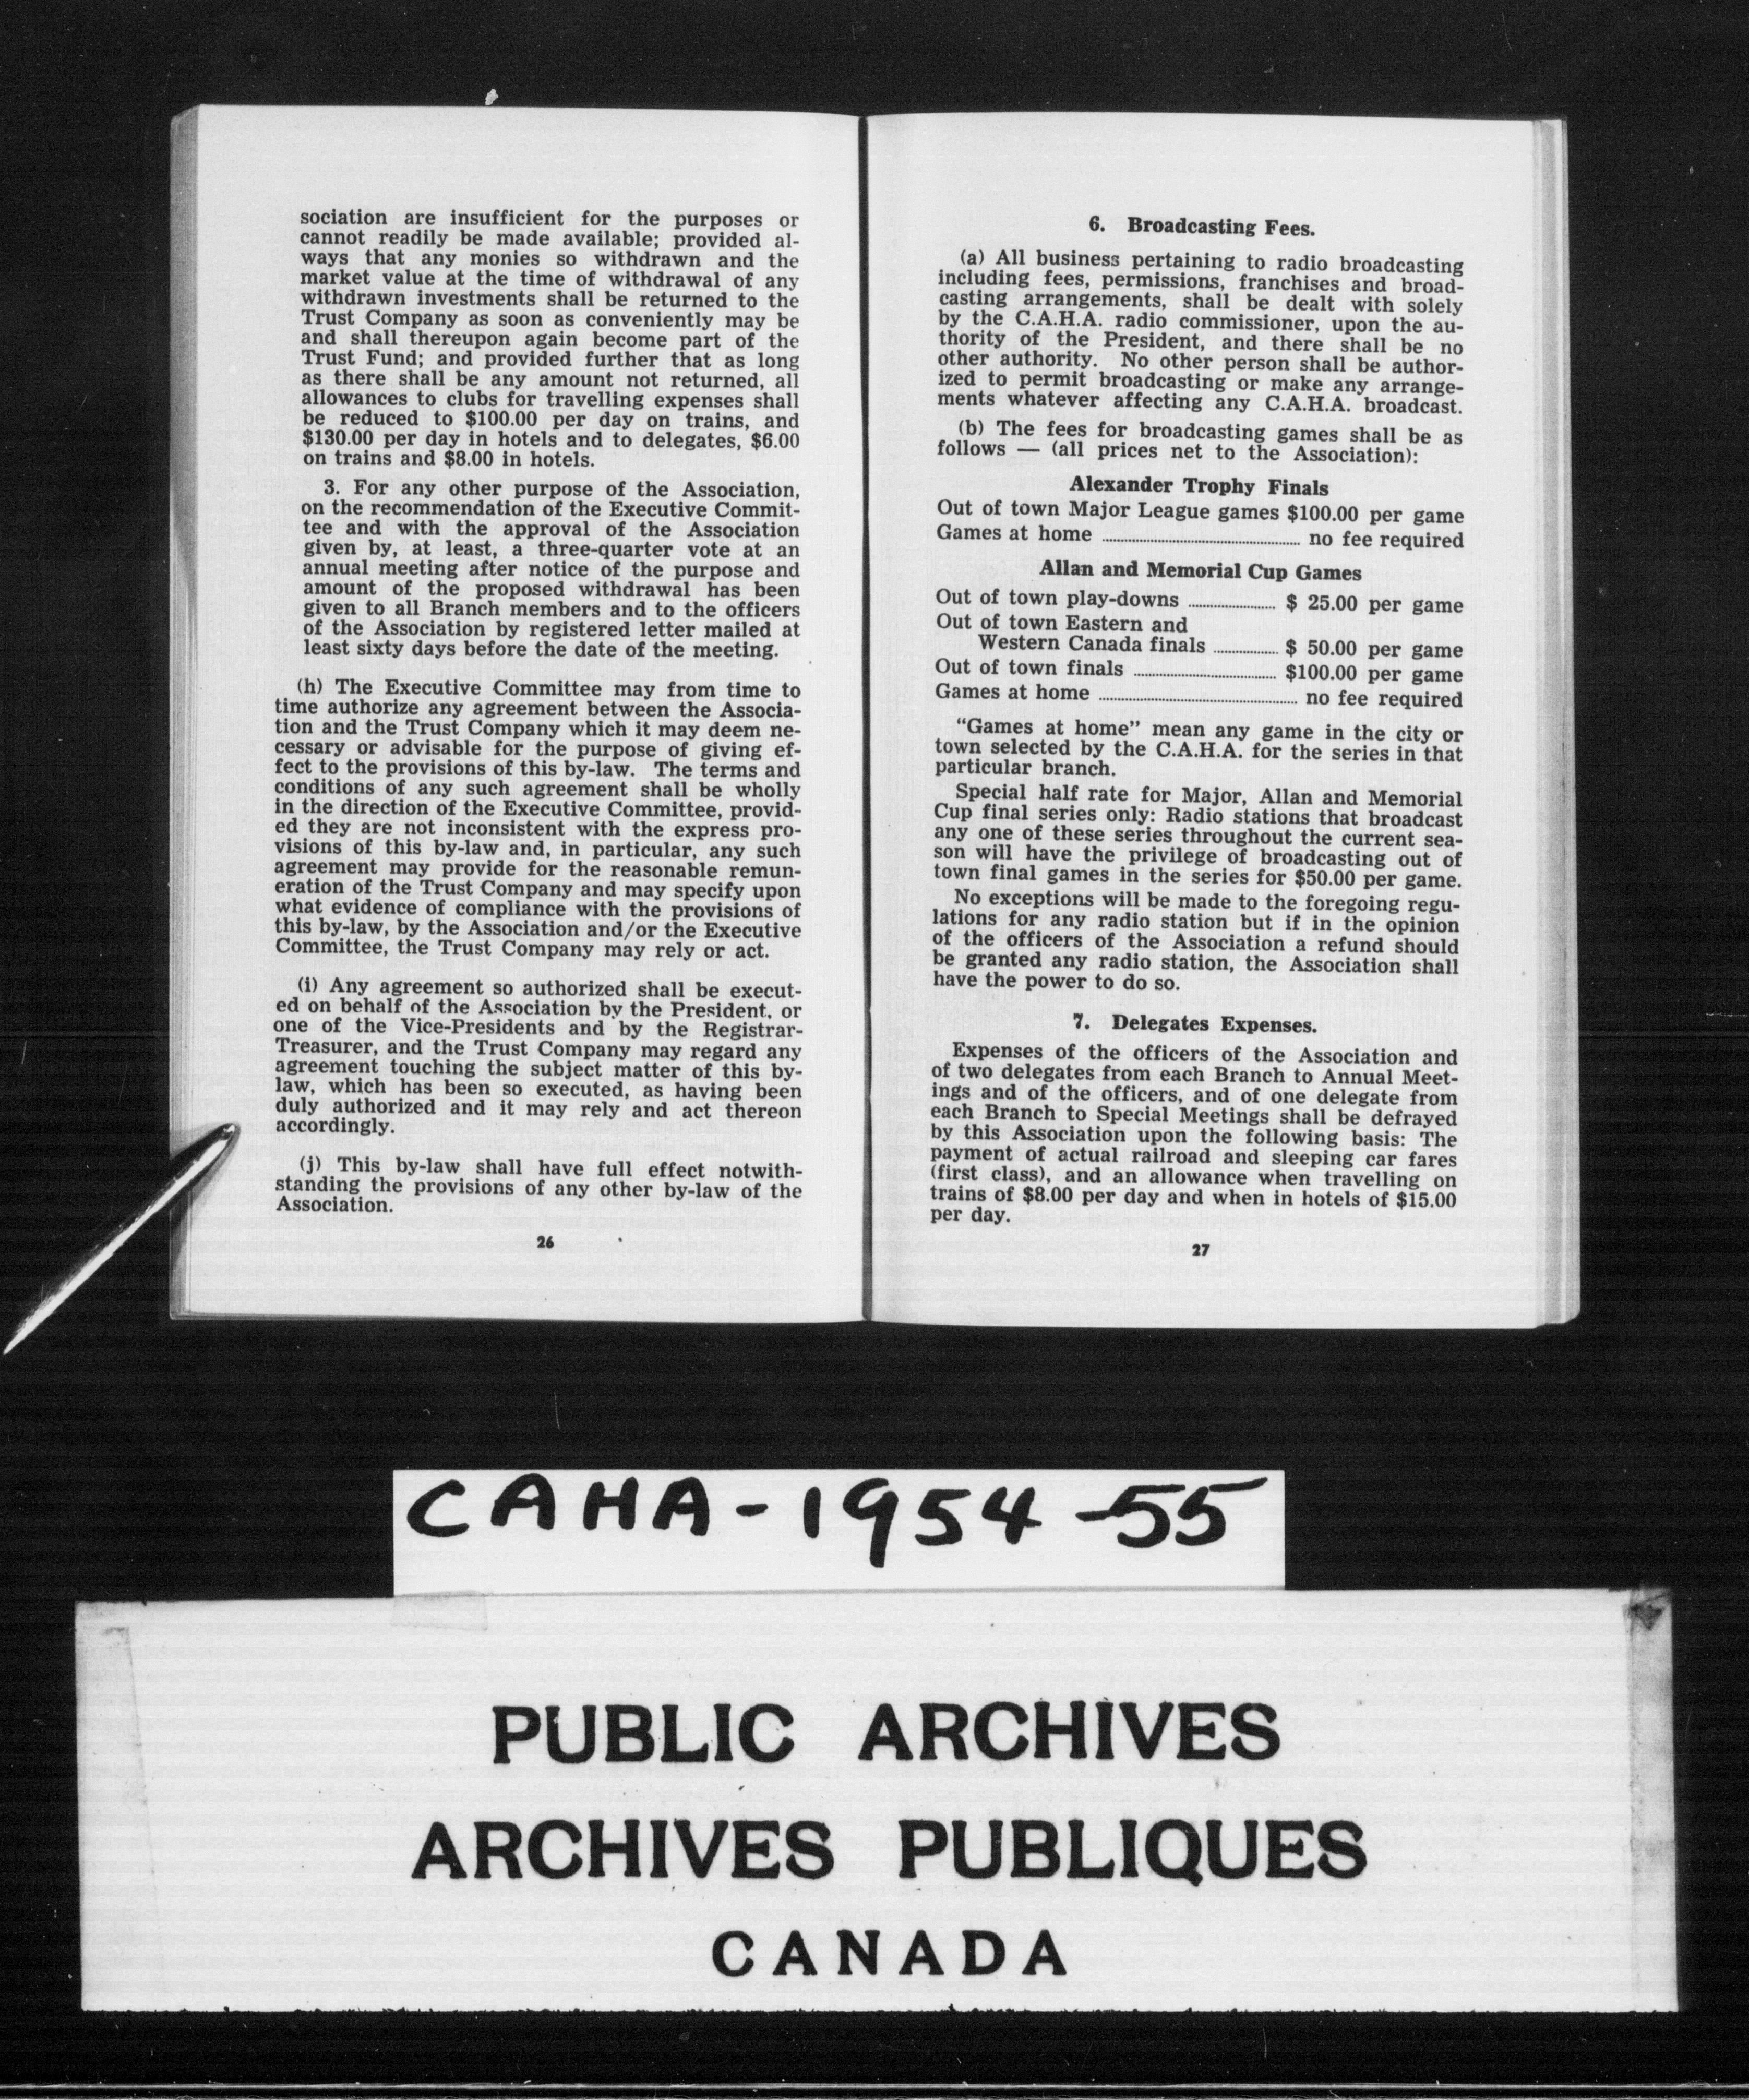 sociation are insufficient for the purposes or
cannot readily be made available; provided al-
ways that any monies so withdrawn and the
market value at the time of withdrawal of any
withdrawn investments shall be returned to the
Trust Company as soon as conveniently may be
and shall thereupon again become part of the
Trust Fund; and provided further that as long
as there shall be any amount not returned, all
allowances to clubs for travelling expenses shall
be reduced to $100.00 per day on trains, and
$130.00 per day in hotels and to delegates, $6.00
on trains and $8.00 in hotels.
3. For any other purpose of the Association,
on the recommendation of the Executive Commit-
tee and with the approval of the Association
given by, at least, a three-quarter vote at an
annual meeting after notice of the purpose and
amount of the proposed withdrawal has been
given to all Branch members and to the officers
of the Association by registered letter mailed at
least sixty days before the date of the meeting.
(h) The Executive Committee may from time to
time authorize any agreement between the Associa-
tion and the Trust Company which it may deem ne-
cessary or advisable for the purpose of giving ef-
fect to the provisions of this by-law. The terms and
conditions of any such agreement shall be wholly
in the direction of the Executive Committee, provid-
ed they are not inconsistent with the express pro-
visions of this by-law and, in particular, any such
agreement may provide for the reasonable remun-
eration of the Trust Company and may specify upon
what evidence of compliance with the provisions of
this by-law, by the Association and/or the Executive
Committee, the Trust Company may rely or act.
(i) Any agreement so authorized shall be execut-
ed on behalf of the Association by the President, or
one of the Vice-Presidents and by the Registrar-
Treasurer, and the Trust Company may regard any
agreement touching the subject matter of this by-
law, which has been so executed, as having been
duly authorized and it may rely and act thereon
accordingly.
(j) This by-law shall have full effect notwith-
standing the provisions of any other by-law of the
Association.
26
6. Broadcasting Fees.
(a) All business pertaining to radio broadcasting
including fees, permissions, franchises and broad-
casting arrangements, shall be dealt with solely
by the C.A.H.A. radio commissioner, upon the au-
thority of the President, and there shall be no
other authority. No other person shall be author-
ized to permit broadcasting or make any arrange-
ments whatever affecting any C.A.H.A. broadcast.
(b) The fees for broadcasting games shall be as
follows — (all prices net to the Association):
Alexander Trophy Finals
Out of town Major League games $100.00 per game
Games at home ........ no fee required
Allan and Memorial Cup Games
Out of town play-downs ........ $ 25.00 per game
Out of town Eastern and
Western Canada finals ........ $ 50.00 per game
Out of town finals ........ $100.00 per game
Games at home ........ no fee required
“Games at home” mean any game in the city or
town selected by the C.A.H.A. for the series in that
particular branch.
Special half rate for Major, Allan and Memorial
Cup final series only: Radio stations that broadcast
any one of these series throughout the current sea-
son will have the privilege of broadcasting out of
town final games in the series for $50.00 per game.
No exceptions will be made to the foregoing regu-
lations for any radio station but if in the opinion
of the officers of the Association a refund should
be granted any radio station, the Association shall
have the power to do so.
7. Delegates Expenses.
Expenses of the officers of the Association and
of two delegates from each Branch to Annual Meet-
ings and of the officers, and of one delegate from
each Branch to Special Meetings shall be defrayed
by this Association upon the following basis: The
payment of actual railroad and sleeping car fares
(first class), and an allowance when travelling on
trains of $8.00 per day and when in hotels of $15.00
per day.
27
CAHA-1954-55
PUBLIC ARCHIVES
ARCHIVES PUBLIQUES
CANADA